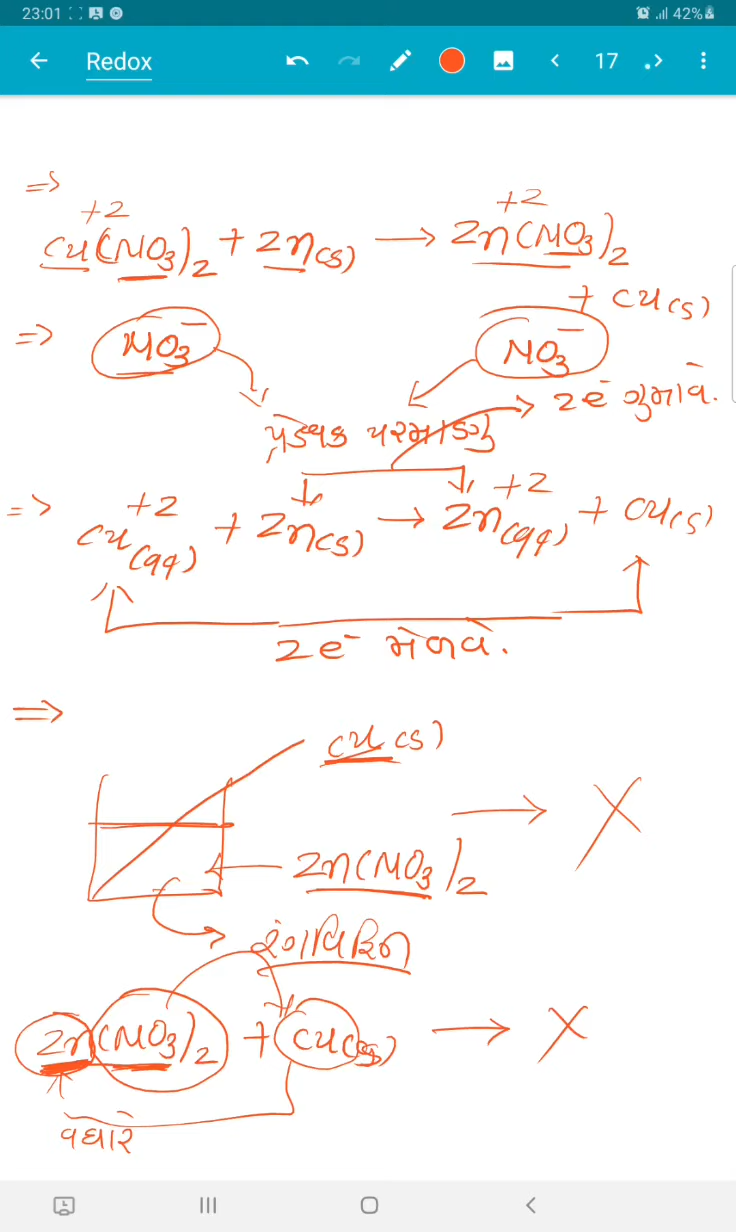 23:01 42%
Redox 17
⇒
+2 +2
Cu(NO3)2 + Zn(s) → Zn(NO3)2
+ Cu(s)
⇒ NO3⁻ NO3⁻
→ 2e⁻ ગુમાવે.
પ્રેક્ષક પરમાણુ
⇒ Cu+2(aq) + Zn(s) → Zn+2(aq) + Cu(s)
2e⁻ મેળવે.
⇒
Cu(s)
→ X
Zn(NO3)2
રંગવિહિન
Zn(NO3)2 + Cu(s) → X
વધારે